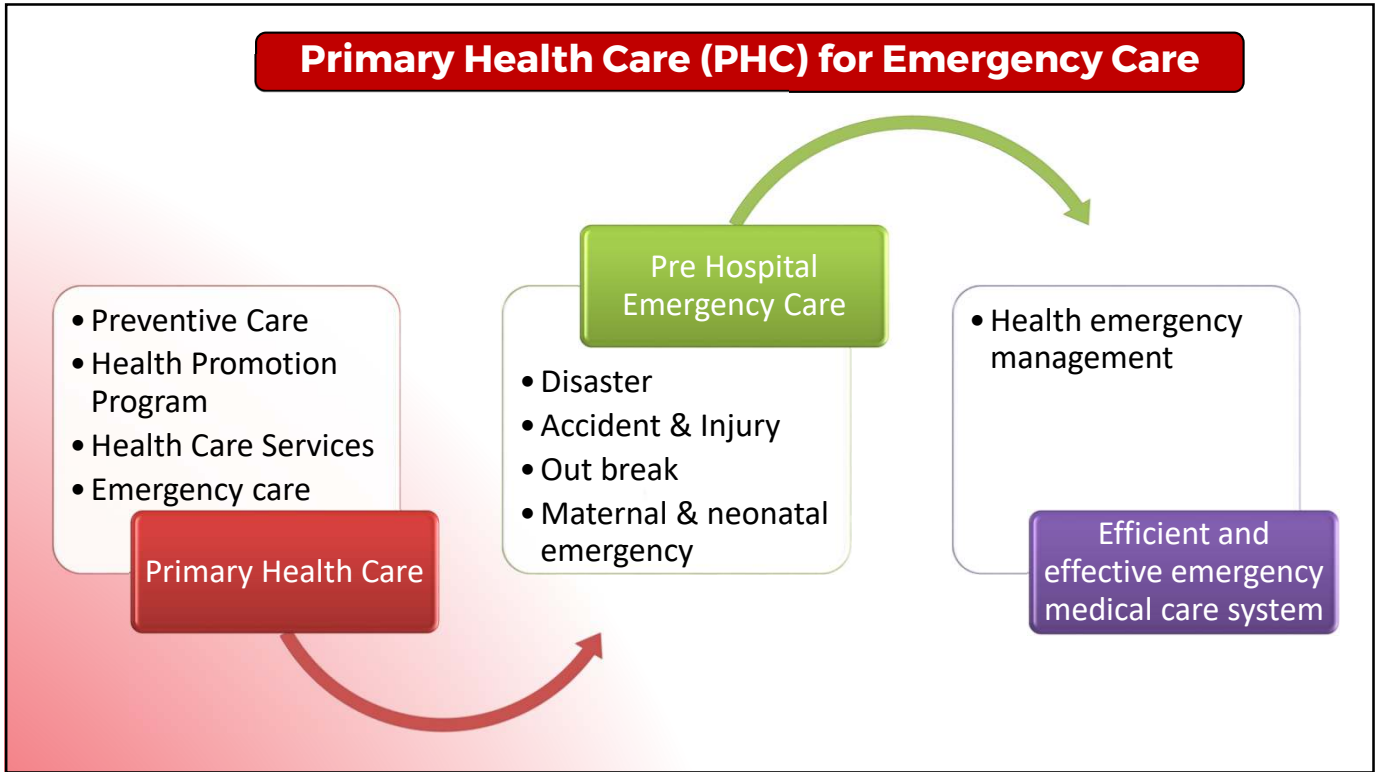 Primary Health Care (PHC) for Emergency Care
• Preventive Care
• Health Promotion
Program
• Health Care Services
• Emergency care
Primary Health Care
Pre Hospital
Emergency Care
• Disaster
• Accident & Injury
• Out break
• Maternal & neonatal
emergency
• Health emergency
management
Efficient and
effective emergency
medical care system